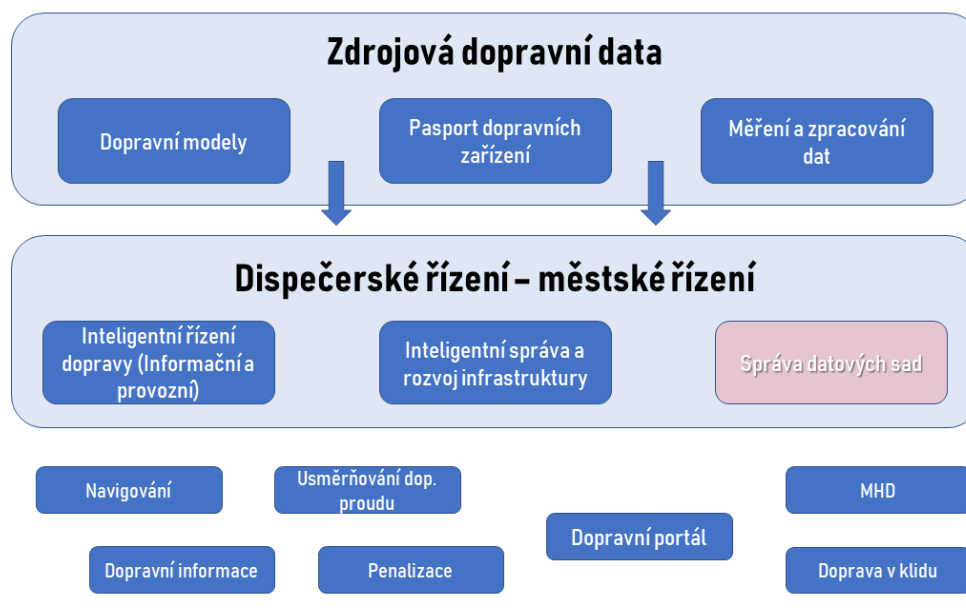 Zdrojová dopravní data
Dopravní modely
Pasport dopravních
zařízení
Měření a zpracování
dat
Dispečerské řízení – městské řízení
Inteligentní řízení
dopravy (Informační a
provozní)
Inteligentní správa a
rozvoj infrastruktury
Správa datových sad
Navigování
Usměrňování dop.
proudu
MHD
Dopravní portál
Dopravní informace
Penalizace
Doprava v klidu